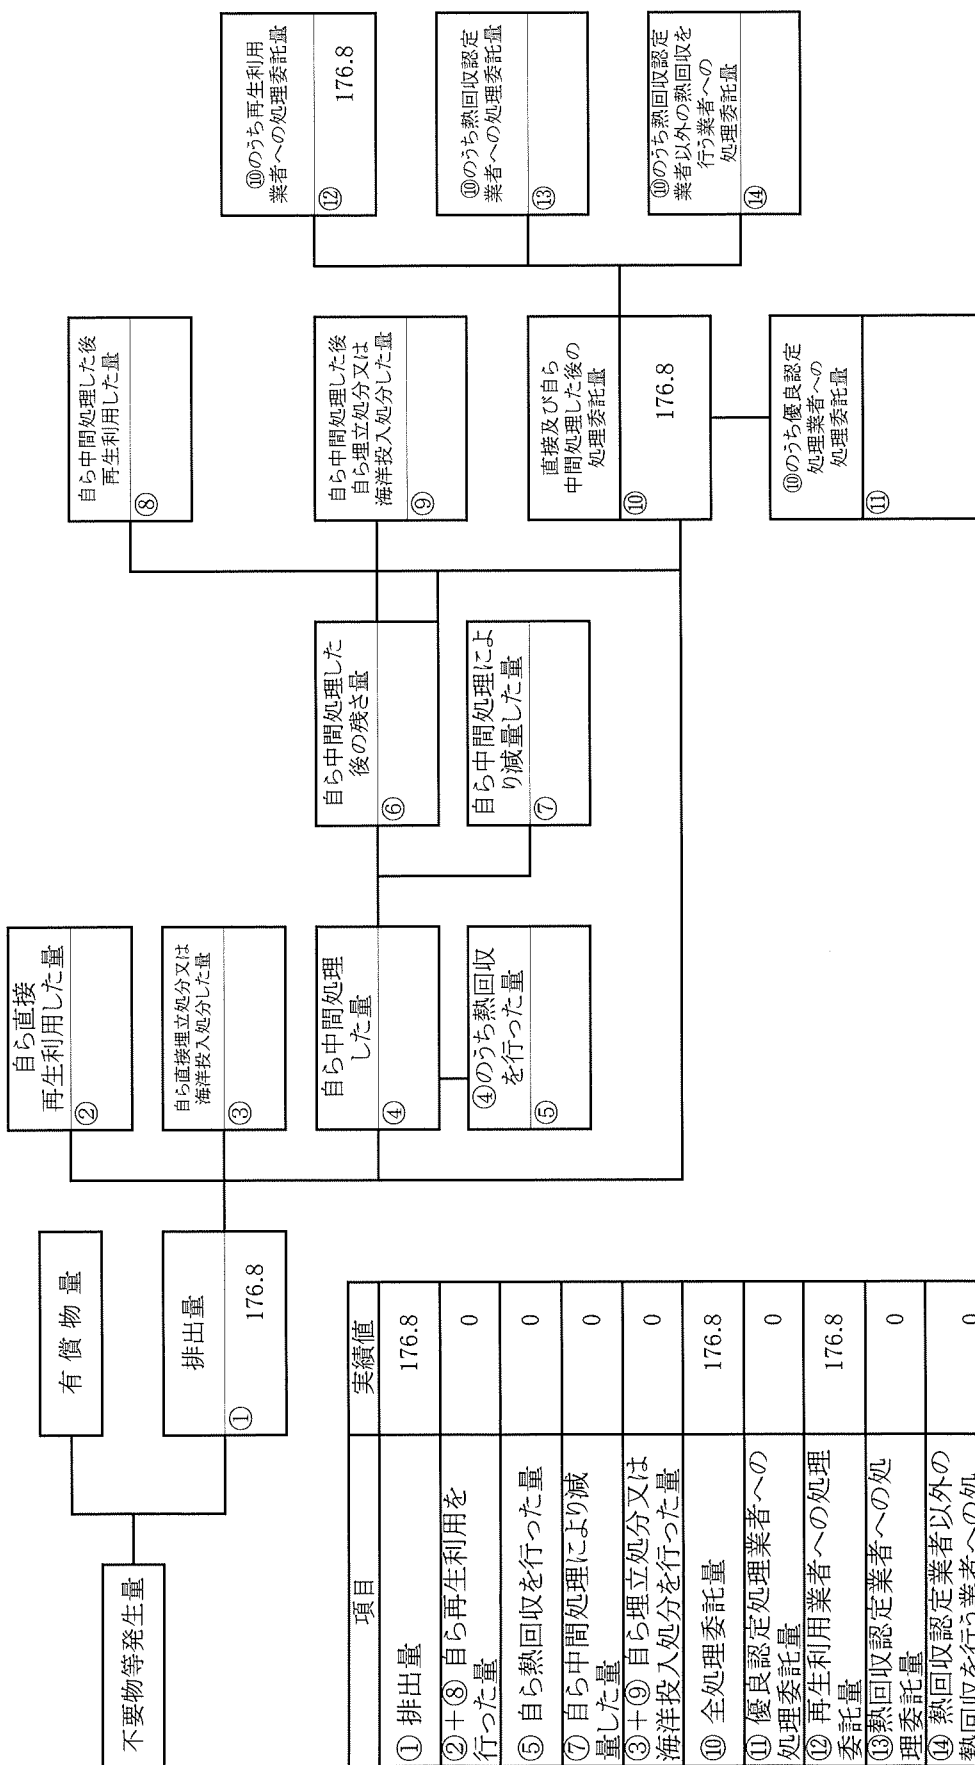 不要物等発生量
有 償 物 量
排出量
① 176.8
自ら直接
再生利用した量
②
自ら直接埋立処分又は
海洋投入処分した量
③
自ら中間処理
した量
④
④のうち熱回収
を行った量
⑤
自ら中間処理した
後の残さ量
⑥
自ら中間処理によ
り減量した量
⑦
自ら中間処理した後
再生利用した量
⑧
自ら中間処理した後
自ら埋立処分又は
海洋投入処分した量
⑨
直接及び自ら
中間処理した後の
処理委託量
⑩ 176.8
⑩のうち優良認定
処理業者への
処理委託量
⑪
⑩のうち再生利用
業者への処理委託量
⑫ 176.8
⑩のうち熱回収認定
業者への処理委託量
⑬
⑩のうち熱回収認定
業者以外の熱回収を
行う業者への
処理委託量
⑭
項目 実績値
① 排出量 176.8
②+⑧ 自ら再生利用を
行った量 0
⑤ 自ら熱回収を行った量 0
⑦ 自ら中間処理により減
量した量 0
③+⑨ 自ら埋立処分又は
海洋投入処分を行った量 0
⑩ 全処理委託量 176.8
⑪ 優良認定処理業者への
処理委託量 0
⑫ 再生利用業者への処理
委託量 176.8
⑬熱回収認定業者への処
理委託量 0
⑭ 熱回収認定業者以外の
熱回収を行う業者への処 0